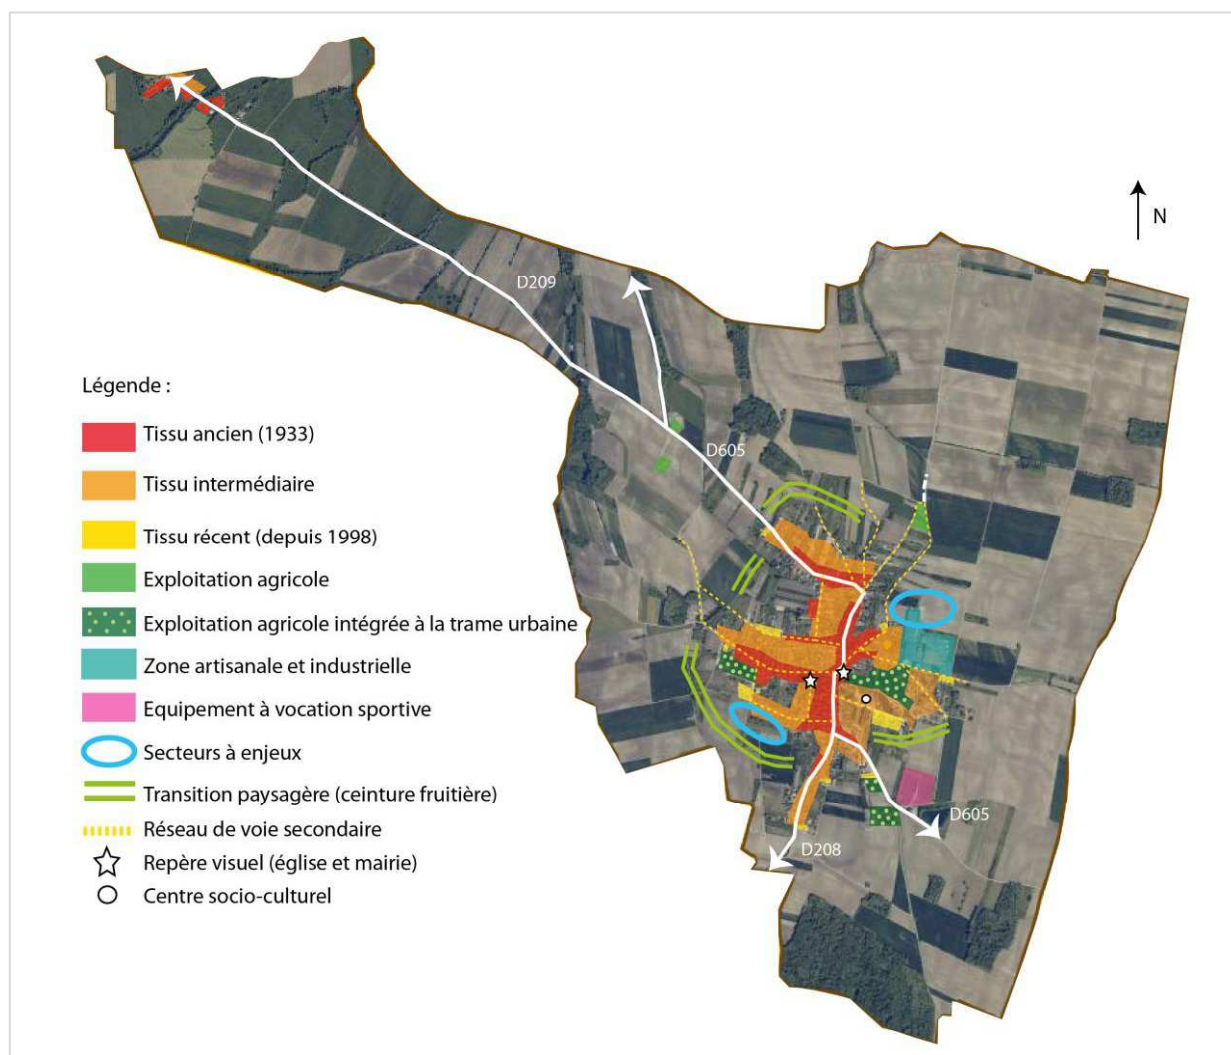 N
D209
D605
Légende :
Tissu ancien (1933)
Tissu intermédiaire
Tissu récent (depuis 1998)
Exploitation agricole
Exploitation agricole intégrée à la trame urbaine
Zone artisanale et industrielle
Equipement à vocation sportive
Secteurs à enjeux
Transition paysagère (ceinture fruitière)
Réseau de voie secondaire
Repère visuel (église et mairie)
Centre socio-culturel
D605
D208